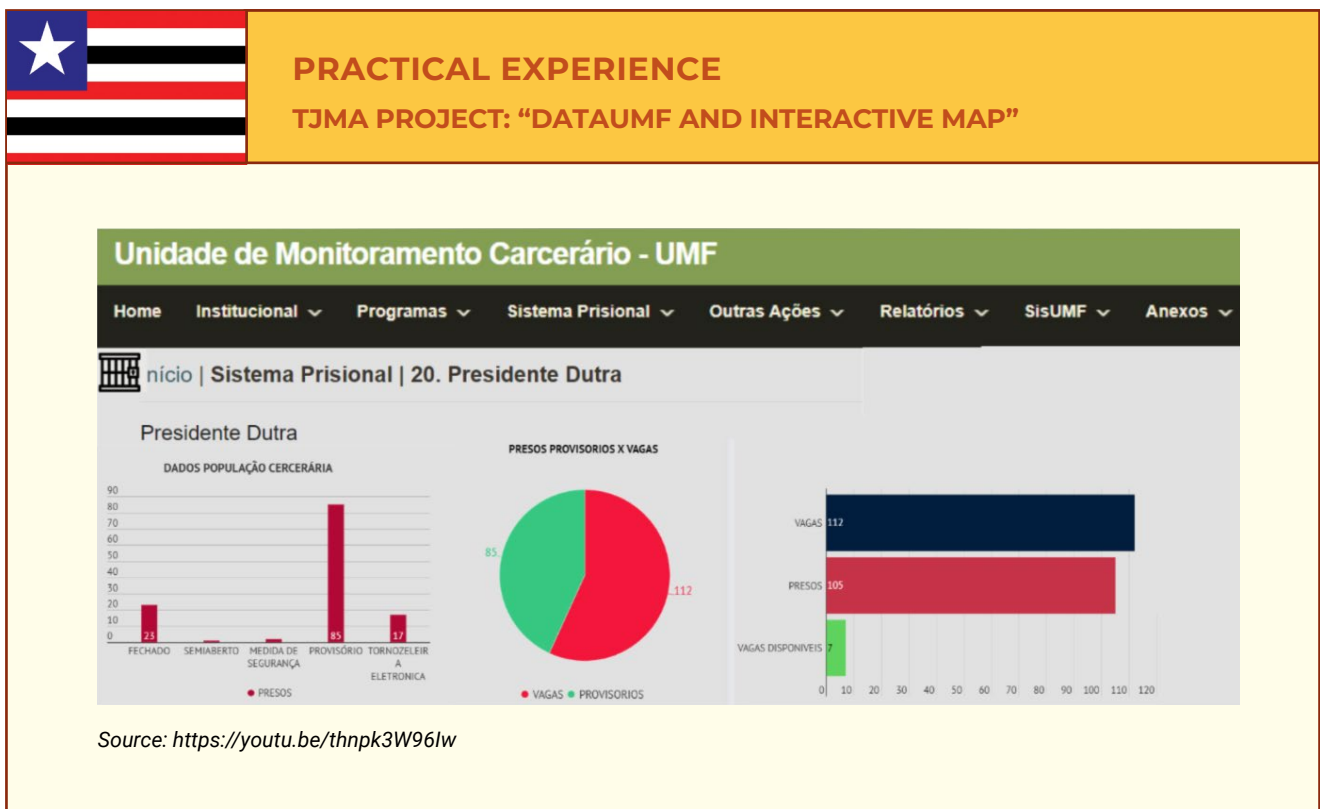 PRACTICAL EXPERIENCE
TJMA PROJECT: “DATAUMF AND INTERACTIVE MAP”
Unidade de Monitoramento Carcerário - UMF
Home Institucional Programas Sistema Prisional Outras Ações Relatórios SisUMF Anexos
nício | Sistema Prisional | 20. Presidente Dutra
Presidente Dutra
DADOS POPULAÇÃO CERCERÁRIA
90
80
70
60
50
40
30
20
10
0
23
85
17
FECHADO
SEMIABERTO
MEDIDA DE
SEGURANÇA
PROVISÓRIO
TORNOZELEIR
A
ELETRONICA
PRESOS
PRESOS PROVISORIOS X VAGAS
85
112
VAGAS PROVISORIOS
VAGAS 112
PRESOS 105
VAGAS DISPONIVEIS 7
0 10 20 30 40 50 60 70 80 90 100 110 120
Source: https://youtu.be/thnpk3W96Iw